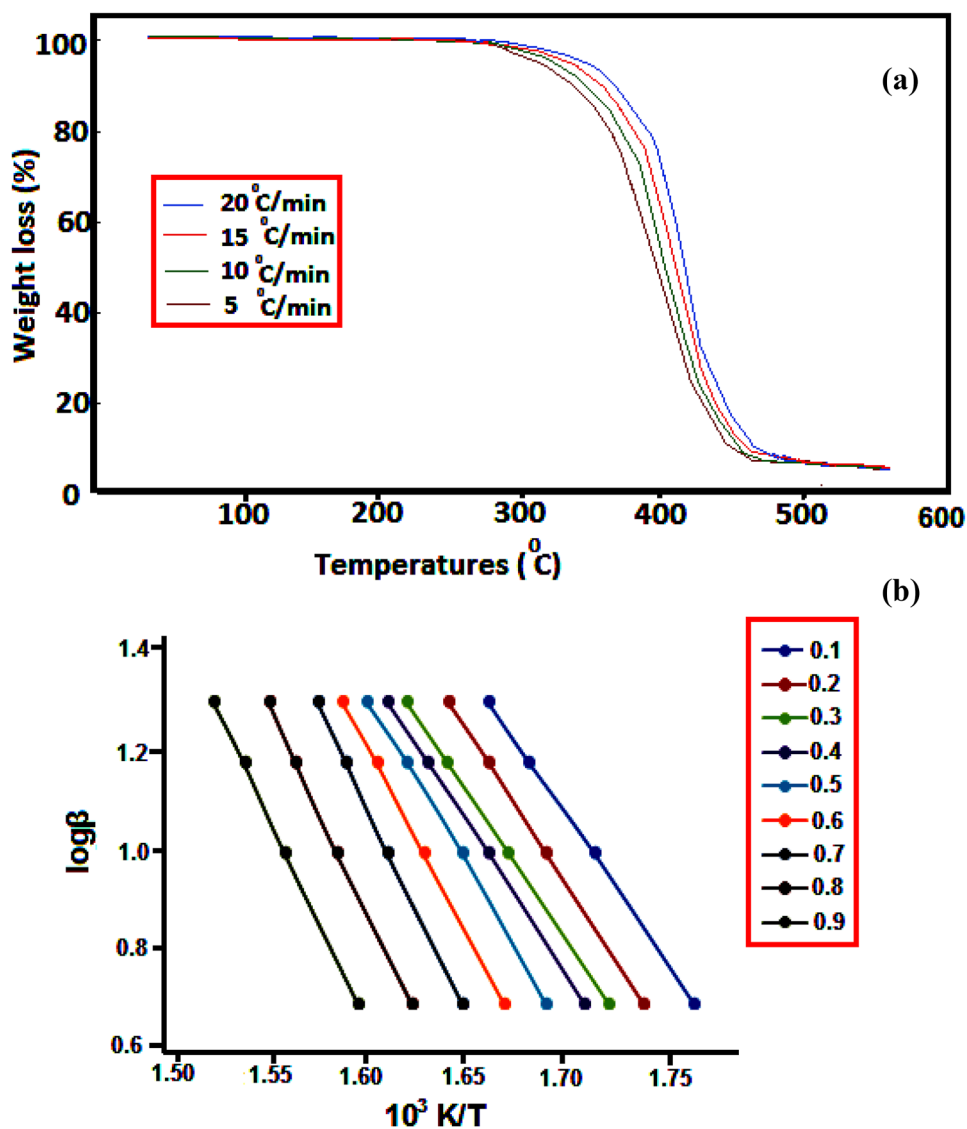 (a)
100
80
60
40
20
0
Weight loss (%)
20 °C/min
15 °C/min
10 °C/min
5 °C/min
100 200 300 400 500 600
Temperatures (°C)
(b)
1.4
1.2
1.0
0.8
0.6
logβ
0.1
0.2
0.3
0.4
0.5
0.6
0.7
0.8
0.9
1.50 1.55 1.60 1.65 1.70 1.75
10³ K/T